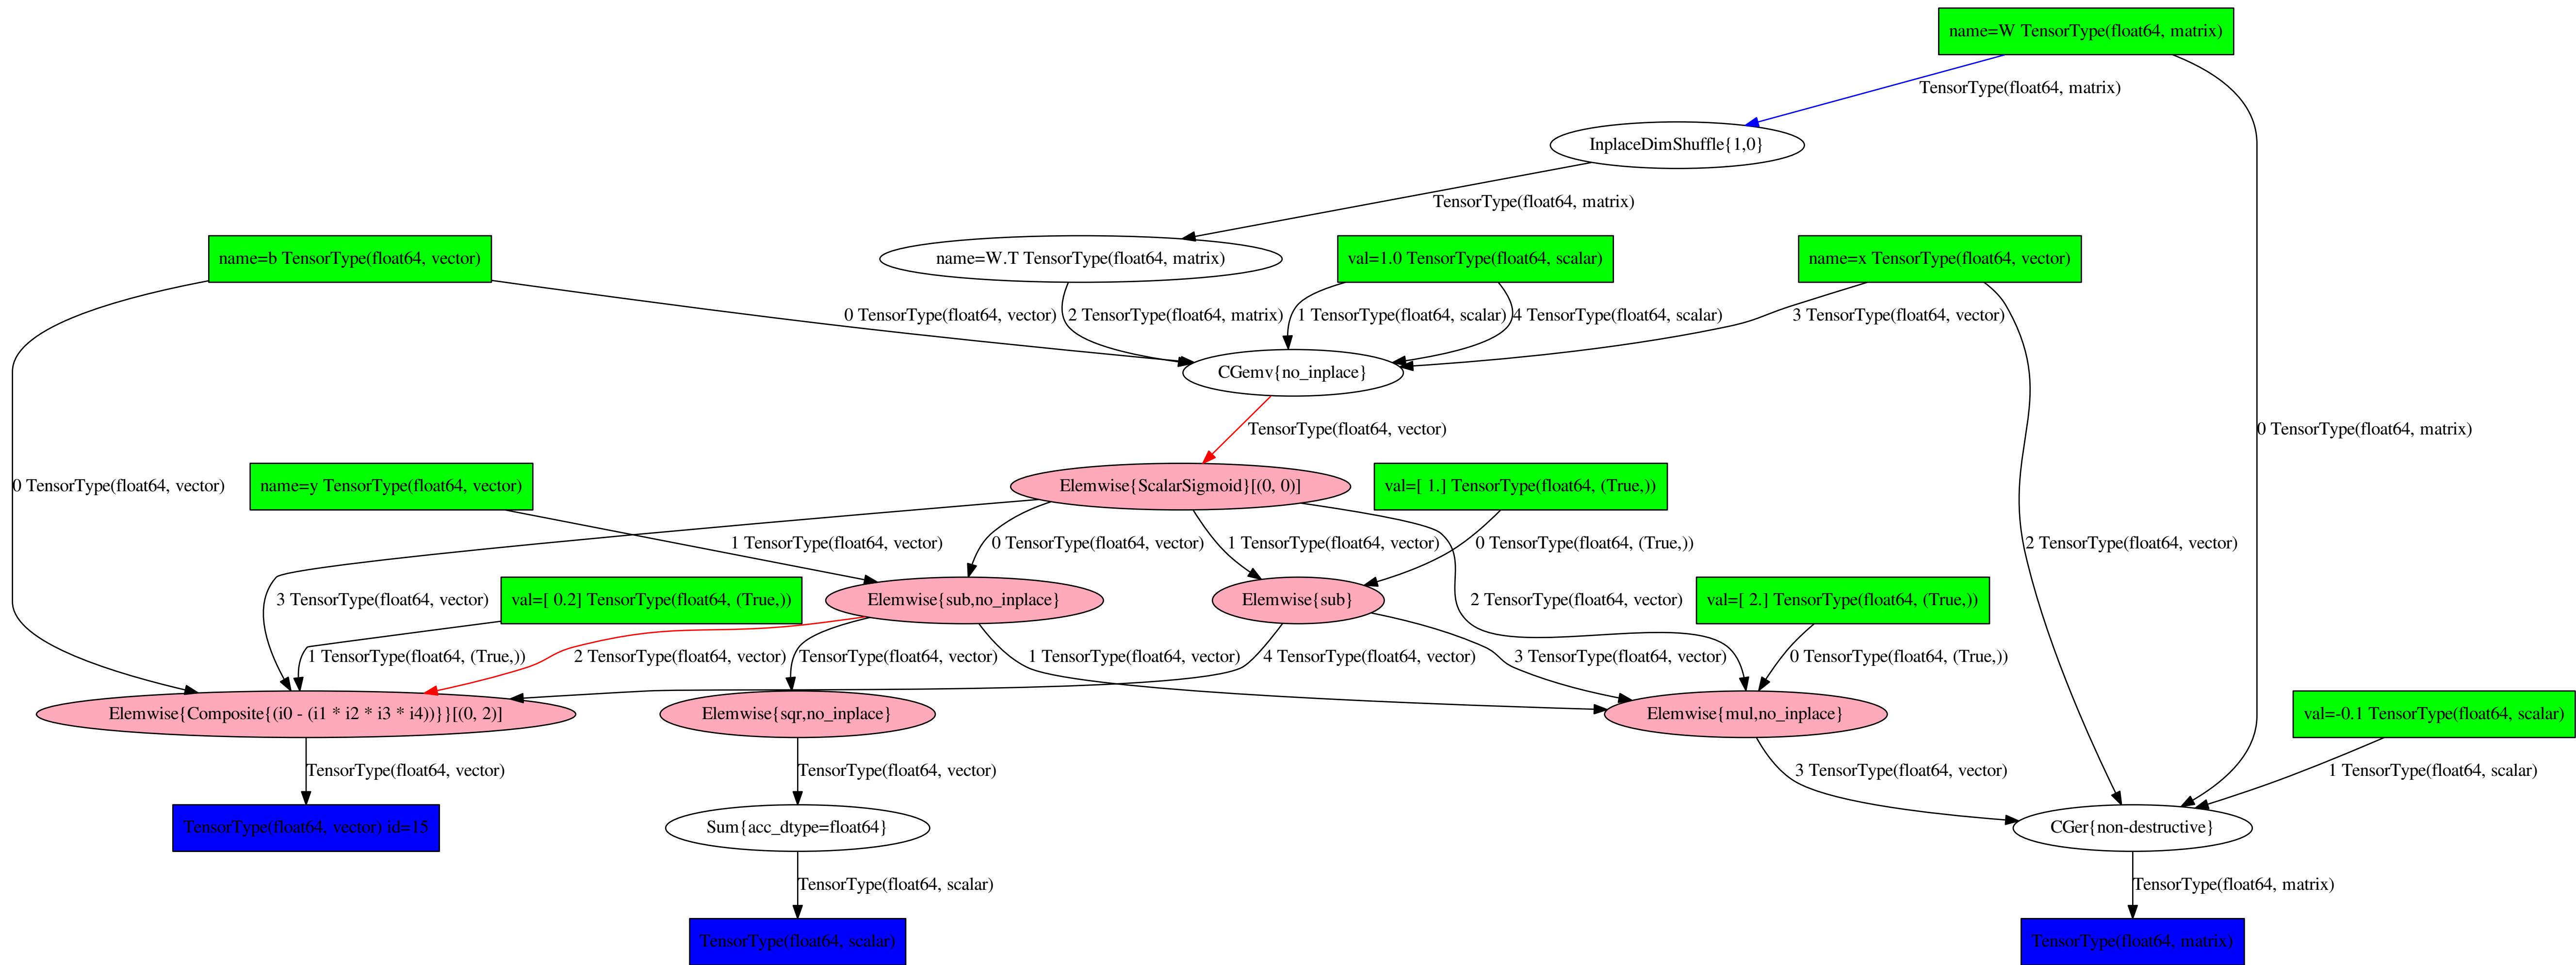 name=W TensorType(float64, matrix)
TensorType(float64, matrix)
InplaceDimShuffle{1,0}
TensorType(float64, matrix)
name=b TensorType(float64, vector)
name=W.T TensorType(float64, matrix)
val=1.0 TensorType(float64, scalar)
name=x TensorType(float64, vector)
0 TensorType(float64, vector)
2 TensorType(float64, matrix)
1 TensorType(float64, scalar)
4 TensorType(float64, scalar)
3 TensorType(float64, vector)
CGemv{no_inplace}
TensorType(float64, vector)
0 TensorType(float64, matrix)
0 TensorType(float64, vector)
name=y TensorType(float64, vector)
Elemwise{ScalarSigmoid}[(0, 0)]
val=[ 1.] TensorType(float64, (True,))
1 TensorType(float64, vector)
0 TensorType(float64, vector)
1 TensorType(float64, vector)
0 TensorType(float64, (True,))
2 TensorType(float64, vector)
3 TensorType(float64, vector)
val=[ 0.2] TensorType(float64, (True,))
Elemwise{sub,no_inplace}
Elemwise{sub}
2 TensorType(float64, vector)
val=[ 2.] TensorType(float64, (True,))
1 TensorType(float64, (True,))
2 TensorType(float64, vector)
TensorType(float64, vector)
1 TensorType(float64, vector)
4 TensorType(float64, vector)
3 TensorType(float64, vector)
0 TensorType(float64, (True,))
Elemwise{Composite{(i0 - (i1 * i2 * i3 * i4))}}[(0, 2)]
Elemwise{sqr,no_inplace}
Elemwise{mul,no_inplace}
val=-0.1 TensorType(float64, scalar)
TensorType(float64, vector)
TensorType(float64, vector)
3 TensorType(float64, vector)
1 TensorType(float64, scalar)
TensorType(float64, vector) id=15
Sum{acc_dtype=float64}
CGer{non-destructive}
TensorType(float64, scalar)
TensorType(float64, matrix)
TensorType(float64, scalar)
TensorType(float64, matrix)